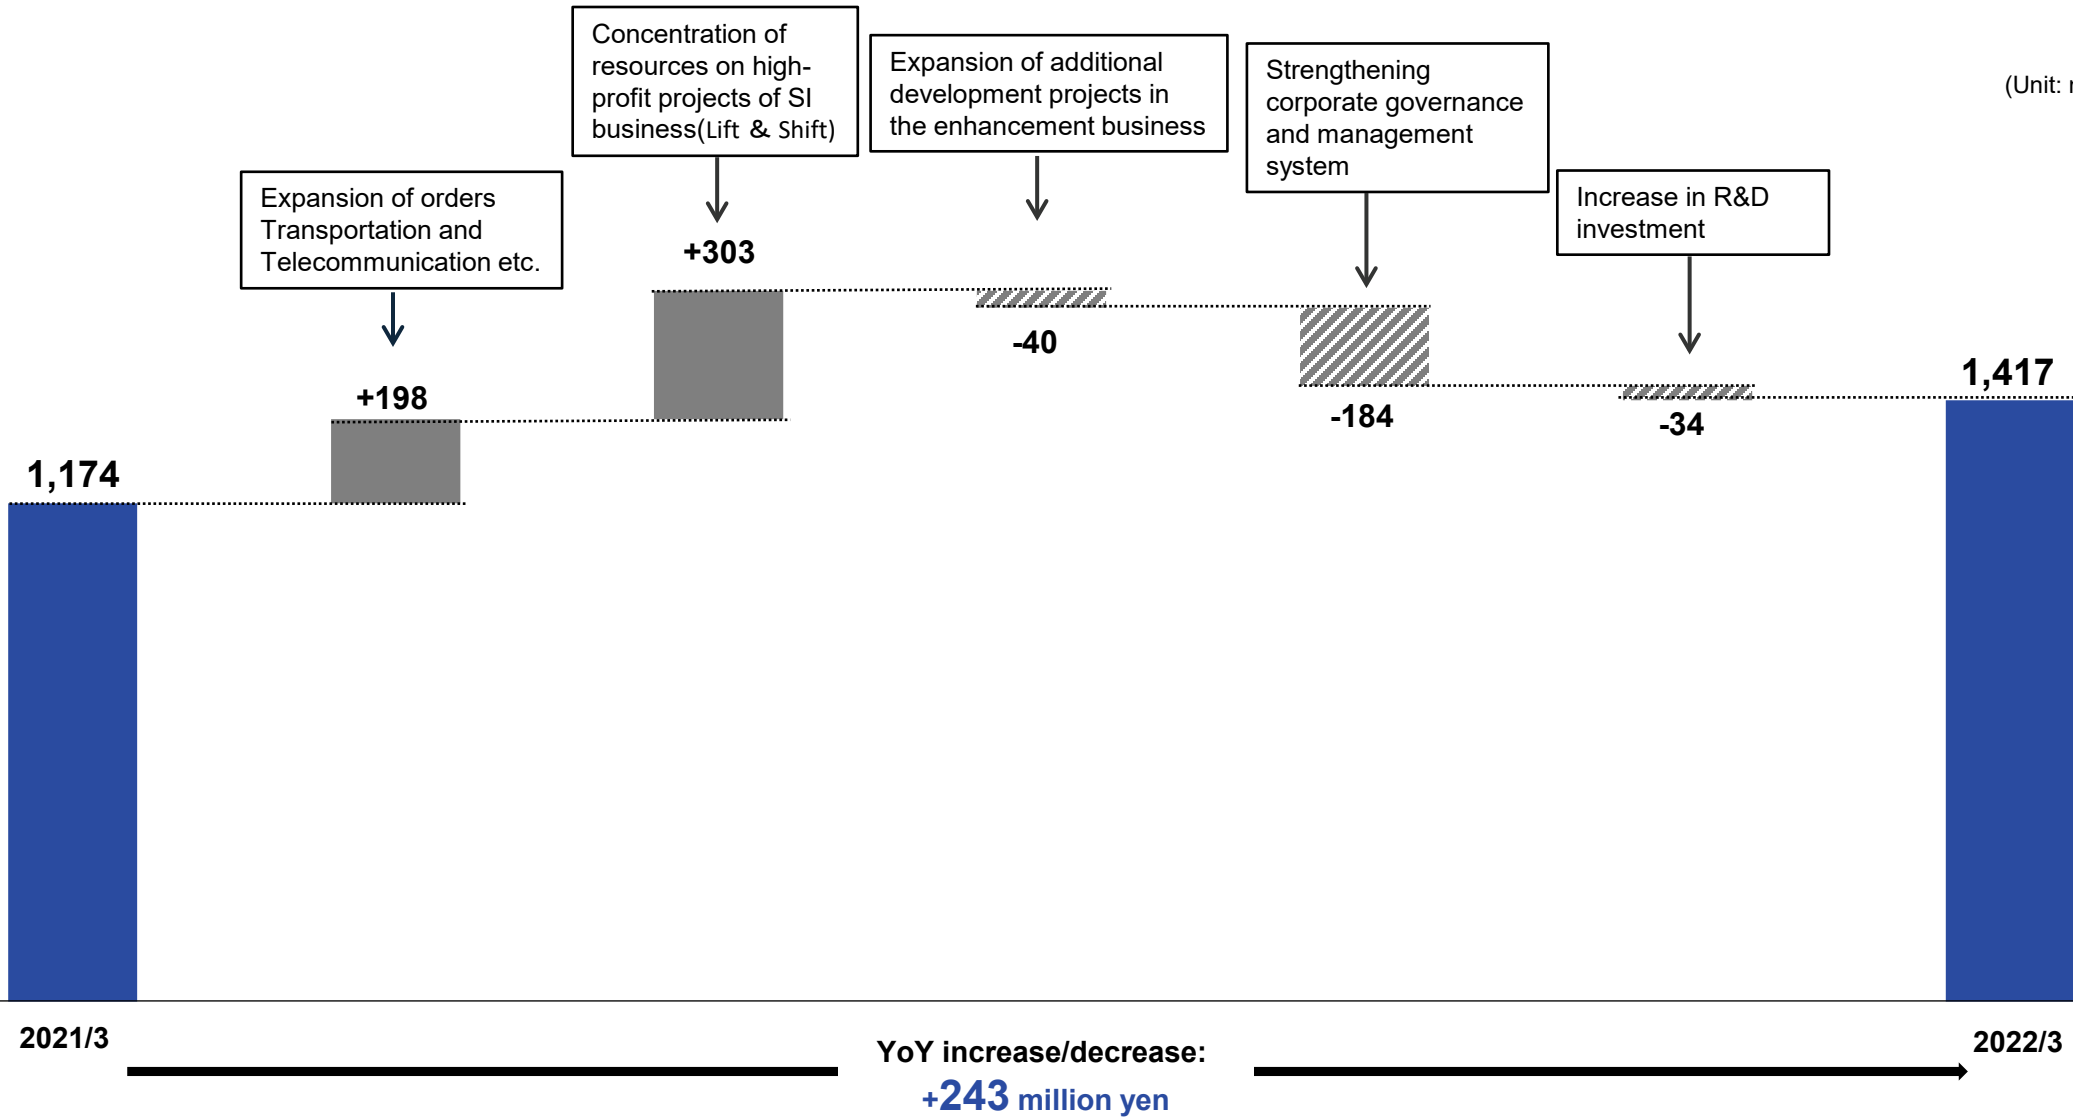 Concentration of
resources on high-
profit projects of SI
business(Lift & Shift)
Expansion of additional
development projects in
the enhancement business
Strengthening
corporate governance
and management
system
(Unit:
Expansion of orders
Transportation and
Telecommunication etc.
Increase in R&D
investment
+303
+198
-40
-184
-34
1,174
1,417
2021/3
2022/3
YoY increase/decrease:
+243 million yen